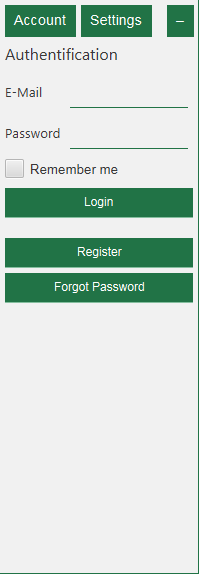 Account Settings –
Authentification
E-Mail
Password
Remember me
Login
Register
Forgot Password